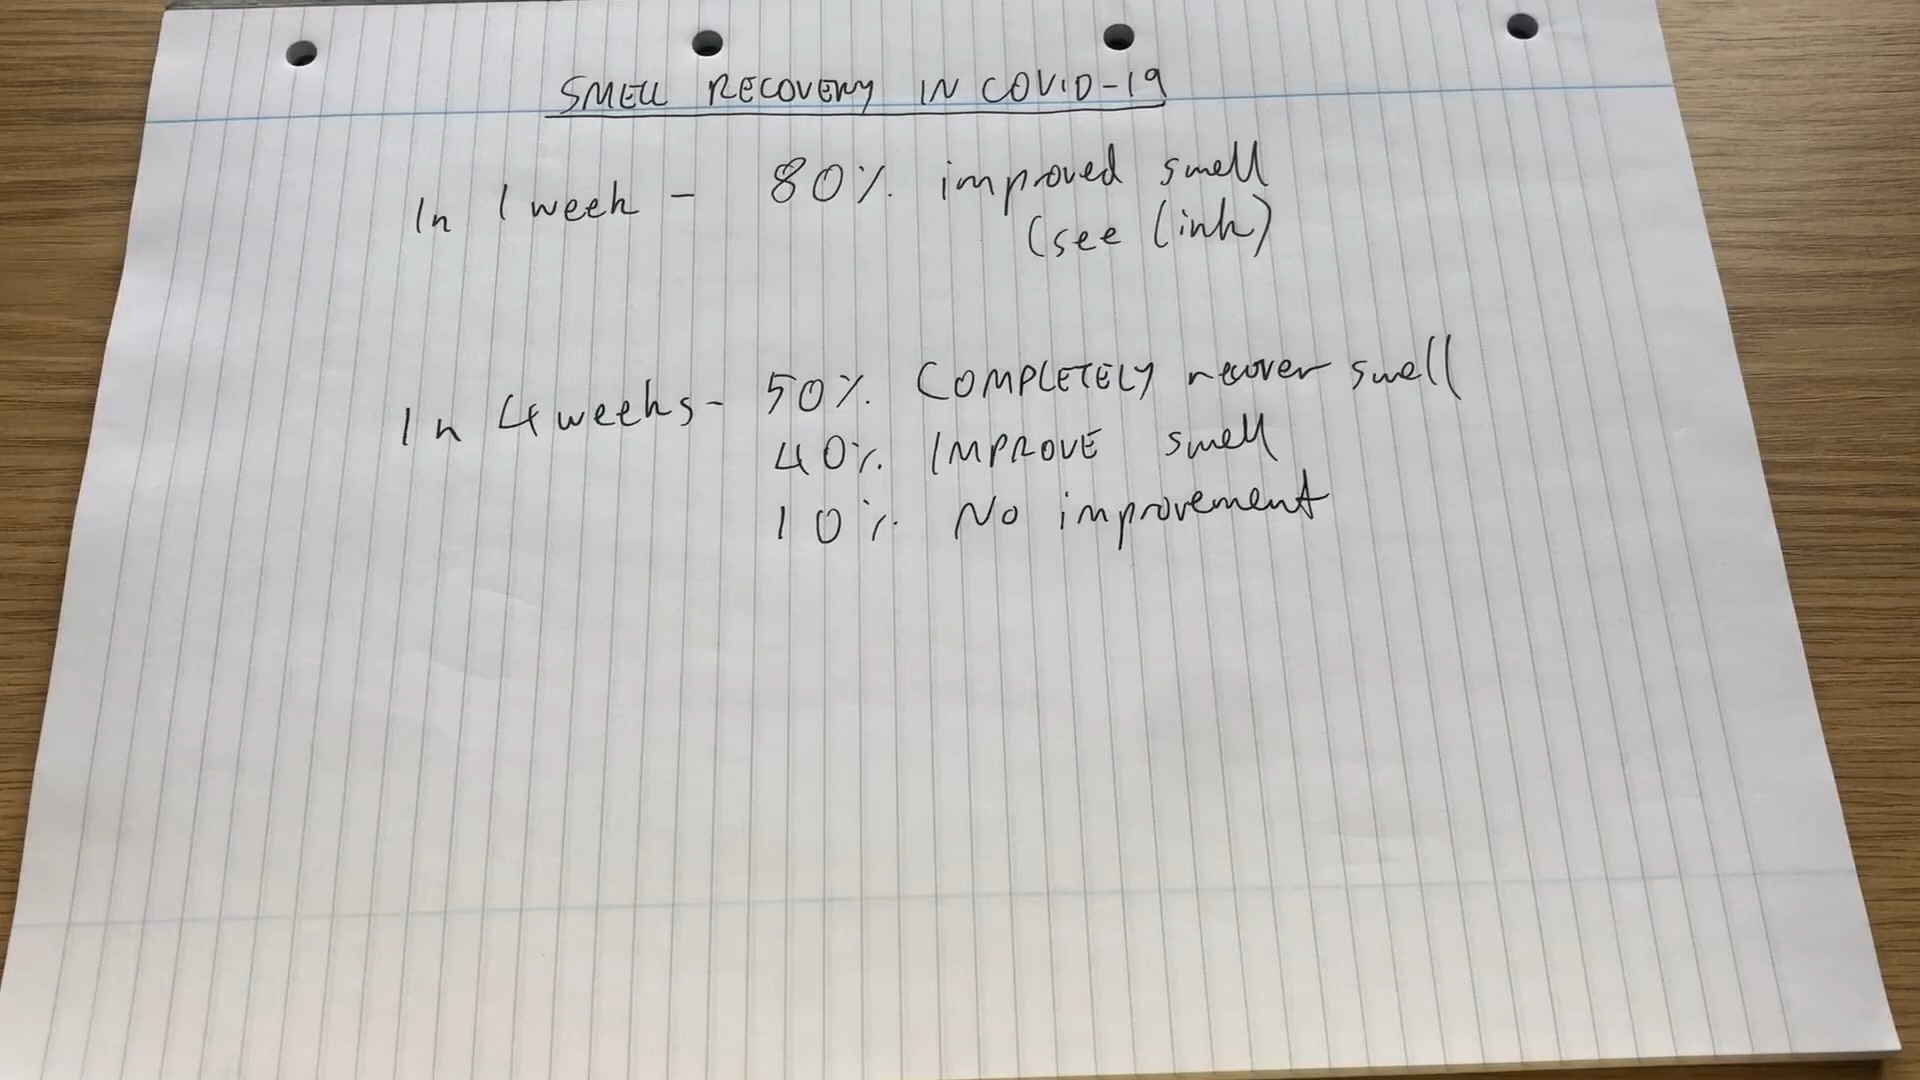 SMELL RECOVERY IN COVID-19
In 1 week - 80% improved smell
(see link)
In 4 weeks - 50% COMPLETELY recover smell
40% IMPROVE smell
10% No improvement